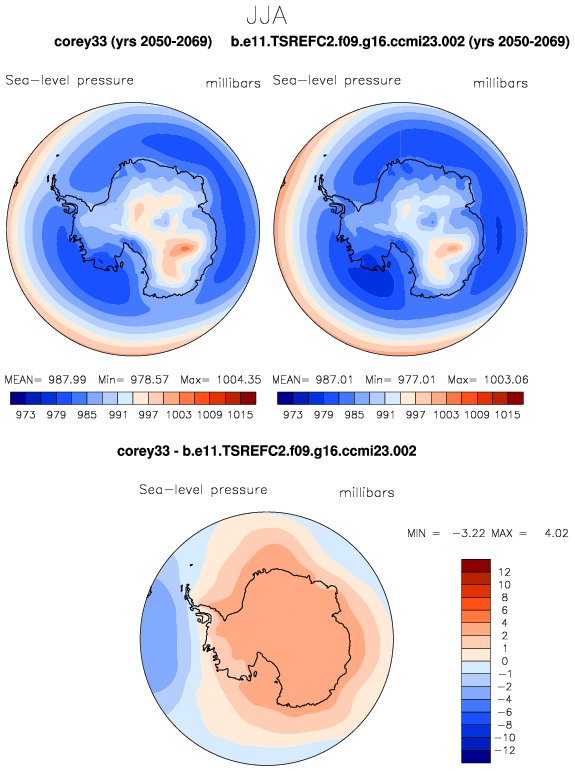 JJA
corey33 (yrs 2050-2069) b.e11.TSREFC2.f09.g16.ccmi23.002 (yrs 2050-2069)
Sea-level pressure millibars Sea-level pressure millibars
MEAN= 987.99 Min= 978.57 Max= 1004.35 MEAN= 987.01 Min= 977.01 Max= 1003.06
973 979 985 991 997 1003 1009 1015 973 979 985 991 997 1003 1009 1015
corey33 - b.e11.TSREFC2.f09.g16.ccmi23.002
Sea-level pressure millibars
MIN = -3.22 MAX = 4.02
12
10
8
6
4
2
1
0
-1
-2
-4
-6
-8
-10
-12